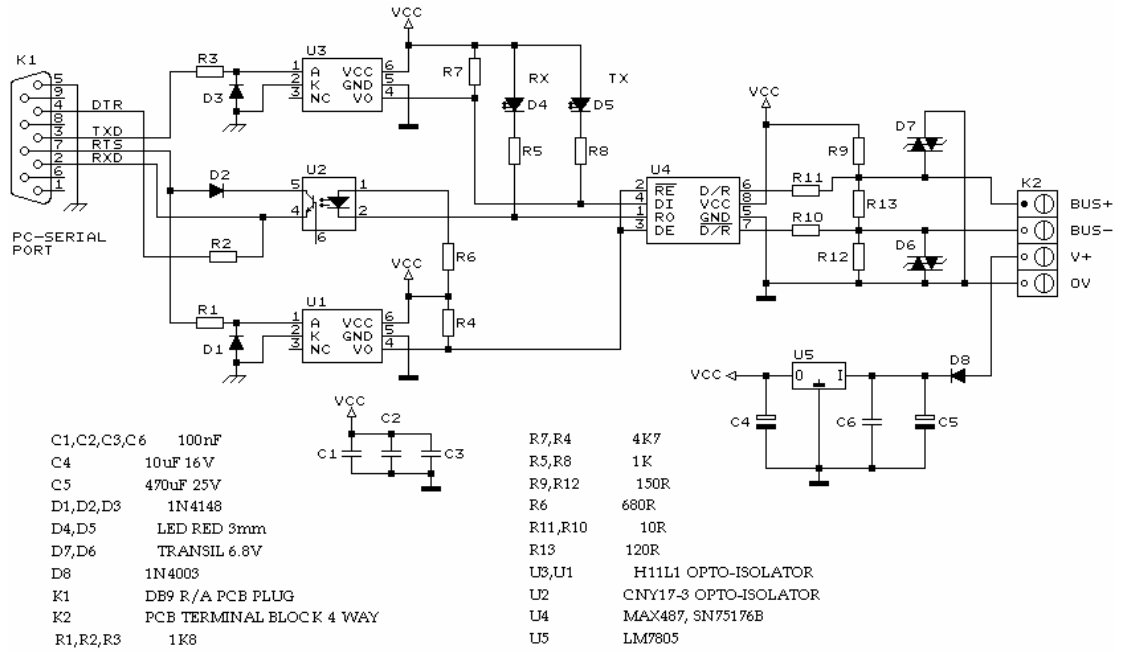 K1
5
9
4
8
3
7
2
6
1
DTR
TXD
RTS
RXD
PC-SERIAL
PORT
R3
D3
U3
1
2
3
A
K
NC
VCC
GND
VO
6
5
4
VCC
R7
RX
D4
R5
TX
D5
R8
D2
U2
5
4
6
1
2
R2
R6
VCC
R4
R1
D1
U1
1
2
3
A
K
NC
VCC
GND
VO
6
5
4
U4
2
4
1
3
RE
DI
RO
DE
D/R
VCC
GND
D/R
6
8
5
7
VCC
R9
R11
R13
R10
R12
D7
D6
K2
BUS+
BUS-
V+
0V
VCC
U5
O
I
D8
C4
C6
C5
VCC
C2
C1
C3
C1,C2,C3,C6 100nF
C4 10uF 16V
C5 470uF 25V
D1,D2,D3 1N4148
D4,D5 LED RED 3mm
D7,D6 TRANSIL 6.8V
D8 1N4003
K1 DB9 R/A PCB PLUG
K2 PCB TERMINAL BLOCK 4 WAY
R1,R2,R3 1K8
R7,R4 4K7
R5,R8 1K
R9,R12 150R
R6 680R
R11,R10 10R
R13 120R
U3,U1 H11L1 OPTO-ISOLATOR
U2 CNY17-3 OPTO-ISOLATOR
U4 MAX487, SN75176B
U5 LM7805